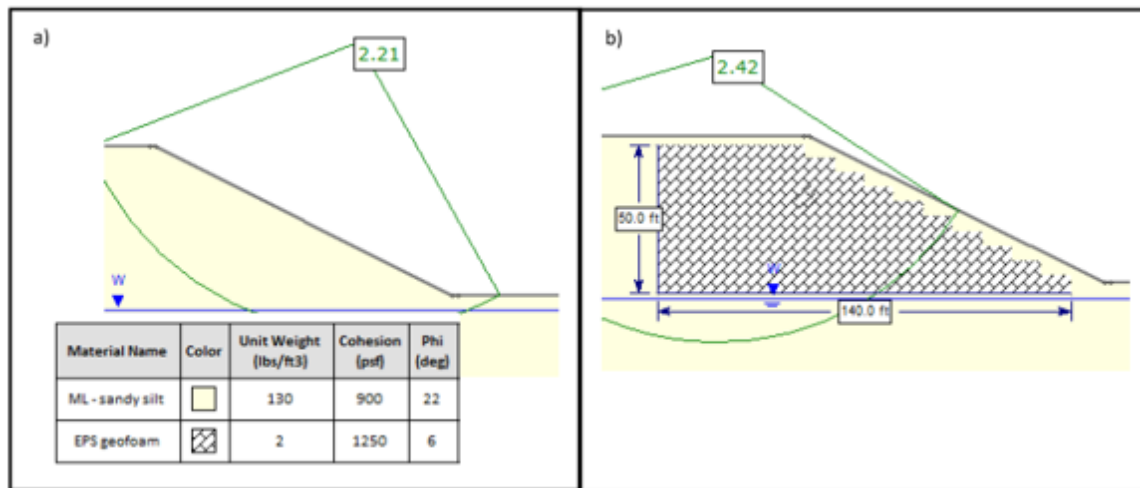 a)
2.21
W
Material Name Color Unit Weight (lbs/ft3) Cohesion (psf) Phi (deg)
ML - sandy silt 130 900 22
EPS geofoam 2 1250 6
b)
2.42
50.0 ft
W
140.0 ft